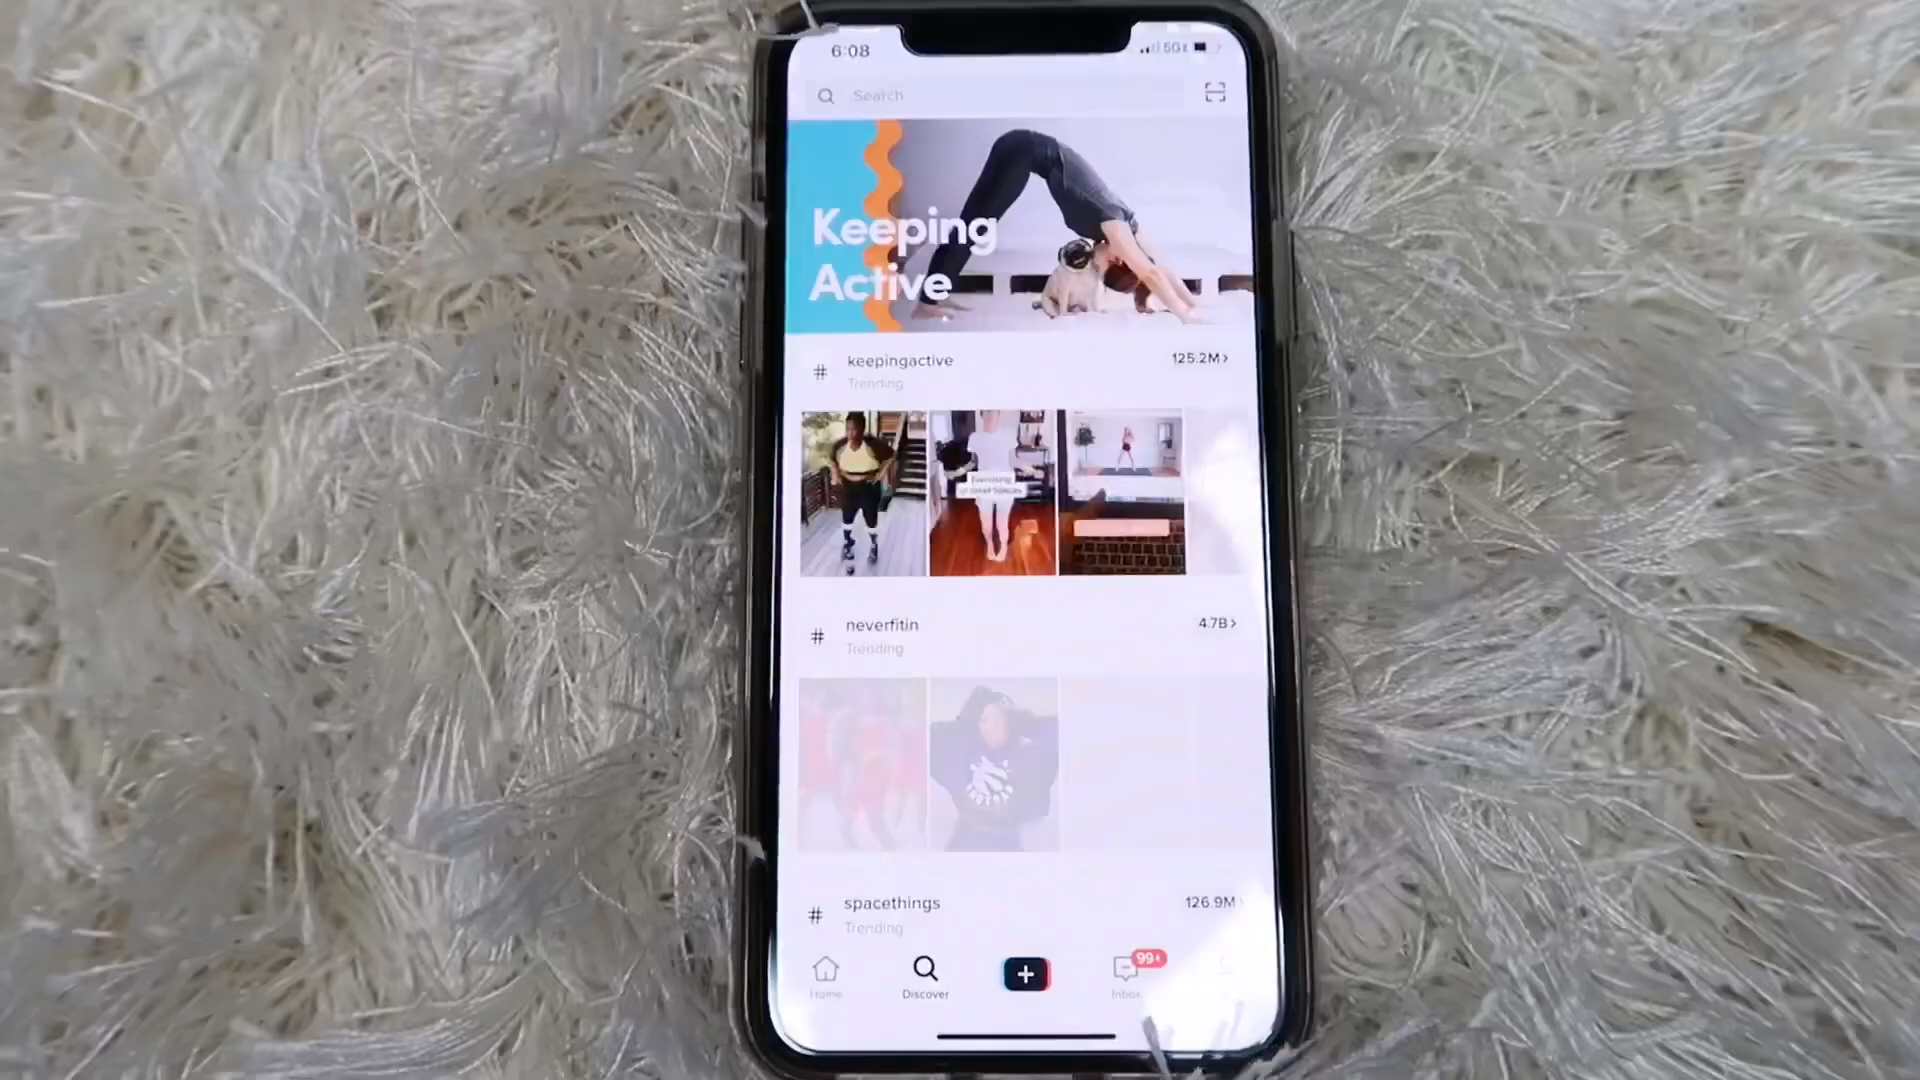 6:08
5GE
Search
Keeping
Active
# keepingactive 125.2M>
Trending
# neverfitin 4.7B>
Trending
# spacethings 126.9M
Trending
99+
Home Discover Inbox